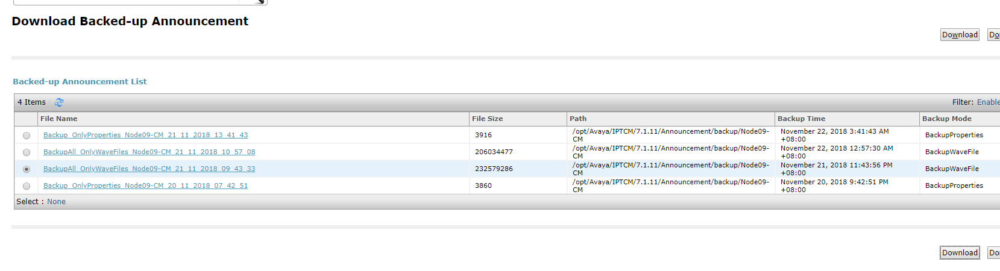 Download Backed-up Announcement
Download
Backed-up Announcement List
4 Items
Filter:
File Name File Size Path Backup Time Backup Mode
Backup_OnlyProperties_Node09-CM_21_11_2018_13_41_43 3916 /opt/Avaya/IPTCM/7.1.11/Announcement/backup/Node09-CM November 22, 2018 3:41:43 AM +08:00 BackupProperties
BackupAll_OnlyWaveFiles_Node09-CM_21_11_2018_10_57_08 206034477 /opt/Avaya/IPTCM/7.1.11/Announcement/backup/Node09-CM November 22, 2018 12:57:30 AM +08:00 BackupWaveFile
BackupAll_OnlyWaveFiles_Node09-CM_21_11_2018_09_43_33 232579286 /opt/Avaya/IPTCM/7.1.11/Announcement/backup/Node09-CM November 21, 2018 11:43:56 PM +08:00 BackupWaveFile
Backup_OnlyProperties_Node09-CM_20_11_2018_07_42_51 3860 /opt/Avaya/IPTCM/7.1.11/Announcement/backup/Node09-CM November 20, 2018 9:42:51 PM +08:00 BackupProperties
Select : None
Download